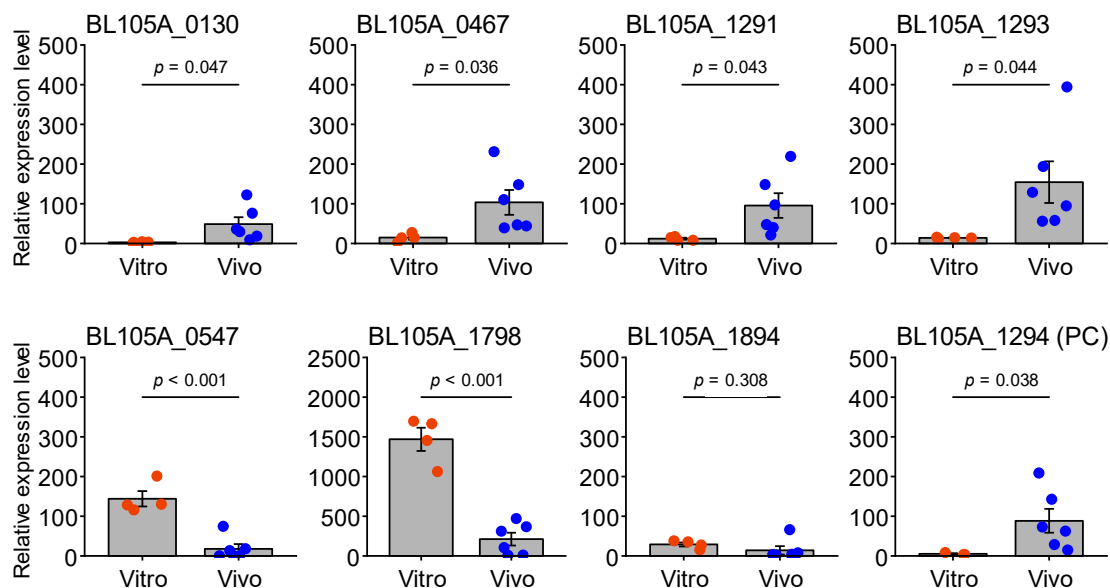 BL105A_0130 BL105A_0467 BL105A_1291 BL105A_1293
Relative expression level
500 500 500 500
p = 0.047 p = 0.036 p = 0.043 p = 0.044
400 400 400 400
300 300 300 300
200 200 200 200
100 100 100 100
0 0 0 0
Vitro Vivo Vitro Vivo Vitro Vivo Vitro Vivo
BL105A_0547 BL105A_1798 BL105A_1894 BL105A_1294 (PC)
Relative expression level
500 2500 500 500
p < 0.001 p < 0.001 p = 0.308 p = 0.038
400 2000 400 400
300 1500 300 300
200 1000 200 200
100 500 100 100
0 0 0 0
Vitro Vivo Vitro Vivo Vitro Vivo Vitro Vivo